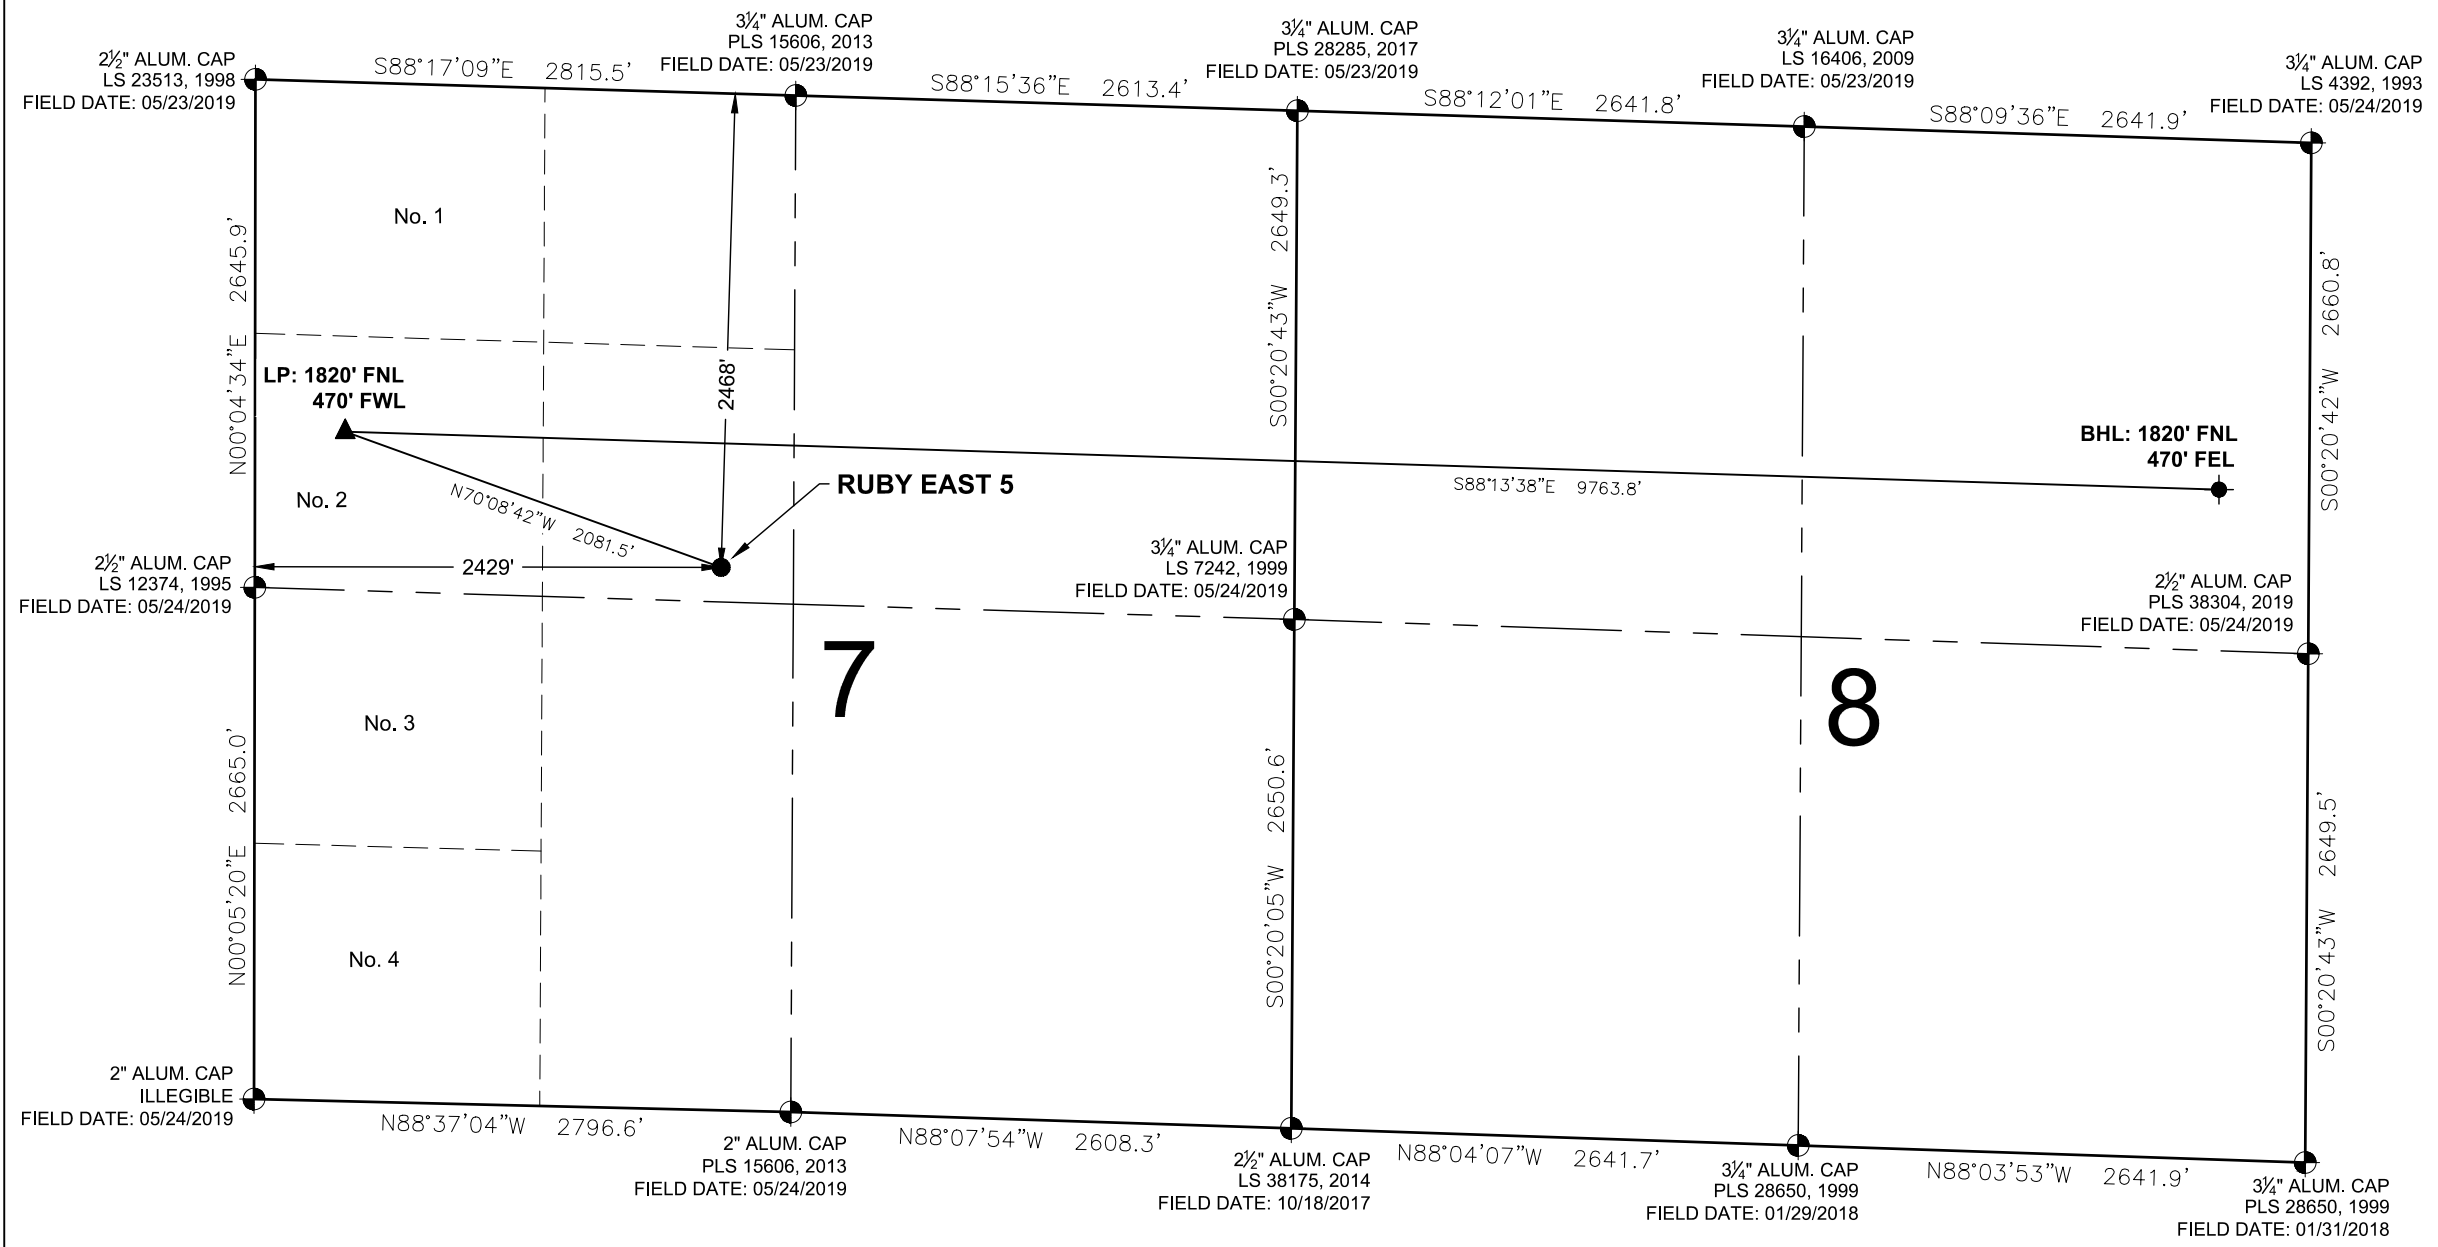 2½" ALUM. CAP
LS 23513, 1998
FIELD DATE: 05/23/2019
S88°17'09"E 2815.5'
3¼" ALUM. CAP
PLS 15606, 2013
FIELD DATE: 05/23/2019
S88°15'36"E 2613.4'
3¼" ALUM. CAP
PLS 28285, 2017
FIELD DATE: 05/23/2019
S88°12'01"E 2641.8'
3¼" ALUM. CAP
LS 16406, 2009
FIELD DATE: 05/23/2019
S88°09'36"E 2641.9'
3¼" ALUM. CAP
LS 4392, 1993
FIELD DATE: 05/24/2019
No. 1
N00°04'34"E 2645.9'
2468'
S00°20'43"W 2649.3'
S00°20'42"W 2660.8'
LP: 1820' FNL
470' FWL
BHL: 1820' FNL
470' FEL
RUBY EAST 5
S88°13'38"E 9763.8'
No. 2
N70°08'42"W 2081.5'
2429'
2½" ALUM. CAP
LS 12374, 1995
FIELD DATE: 05/24/2019
3¼" ALUM. CAP
LS 7242, 1999
FIELD DATE: 05/24/2019
2½" ALUM. CAP
PLS 38304, 2019
FIELD DATE: 05/24/2019
7
8
No. 3
N00°05'20"E 2665.0'
S00°20'05"W 2650.6'
S00°20'43"W 2649.5'
No. 4
2" ALUM. CAP
ILLEGIBLE
FIELD DATE: 05/24/2019
N88°37'04"W 2796.6'
2" ALUM. CAP
PLS 15606, 2013
FIELD DATE: 05/24/2019
N88°07'54"W 2608.3'
2½" ALUM. CAP
LS 38175, 2014
FIELD DATE: 10/18/2017
N88°04'07"W 2641.7'
3¼" ALUM. CAP
PLS 28650, 1999
FIELD DATE: 01/29/2018
N88°03'53"W 2641.9'
3¼" ALUM. CAP
PLS 28650, 1999
FIELD DATE: 01/31/2018